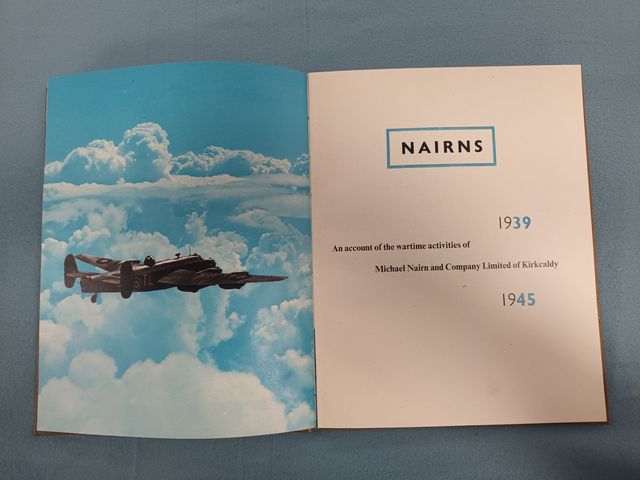 NAIRNS
1939
An account of the wartime activities of
Michael Nairn and Company Limited of Kirkcaldy
1945